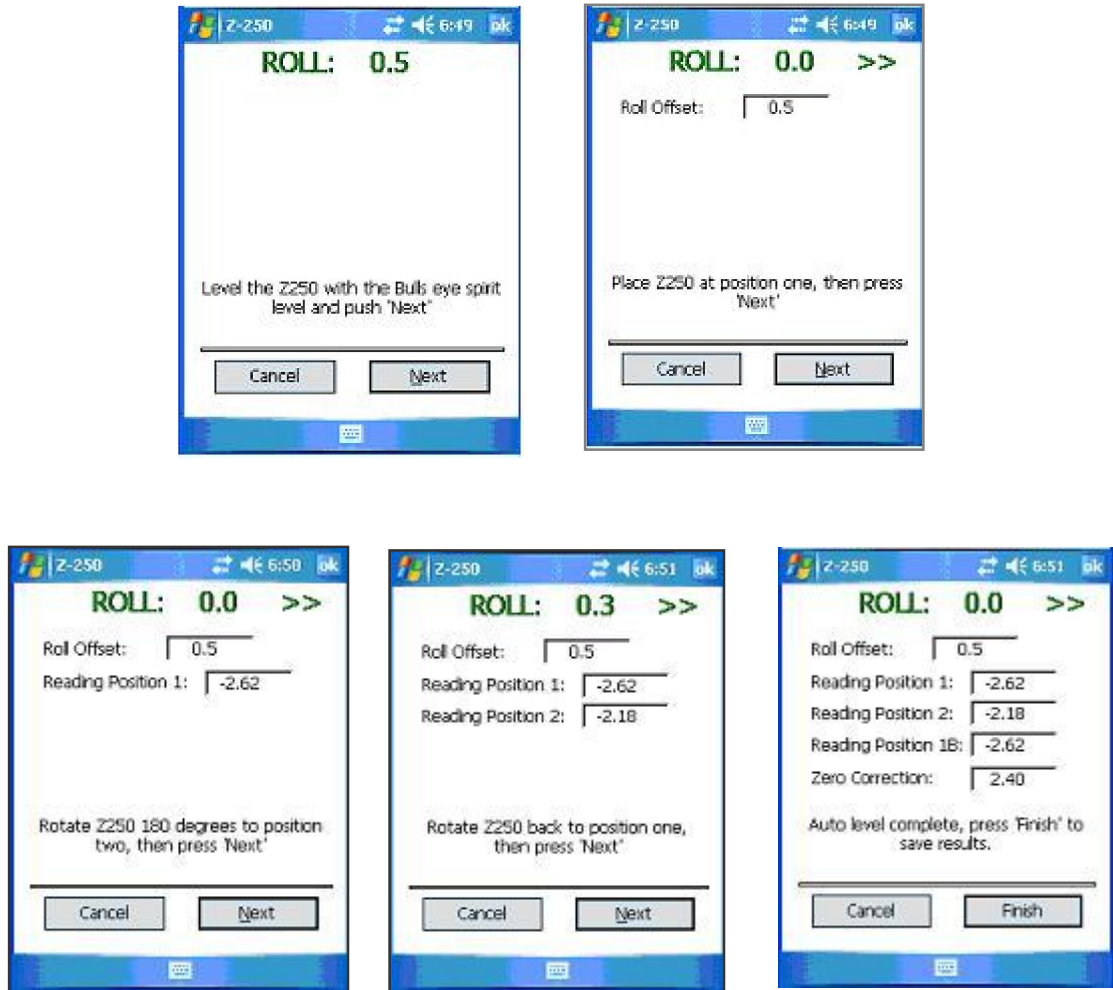 Z-250 6:49 ok
ROLL: 0.5
Level the Z250 with the Bulls eye spirit
level and push "Next"
Cancel Next
Z-250 6:49 ok
ROLL: 0.0 >>
Roll Offset: 0.5
Place Z250 at position one, then press
'Next'
Cancel Next
Z-250 6:50 ok
ROLL: 0.0 >>
Roll Offset: 0.5
Reading Position 1: -2.62
Rotate Z250 180 degrees to position
two, then press 'Next'
Cancel Next
Z-250 6:51 ok
ROLL: 0.3 >>
Roll Offset: 0.5
Reading Position 1: -2.62
Reading Position 2: -2.18
Rotate Z250 back to position one,
then press 'Next'
Cancel Next
Z-250 6:51 ok
ROLL: 0.0 >>
Roll Offset: 0.5
Reading Position 1: -2.62
Reading Position 2: -2.18
Reading Position 1B: -2.62
Zero Correction: 2.40
Auto level complete, press 'Finish' to
save results.
Cancel Finish